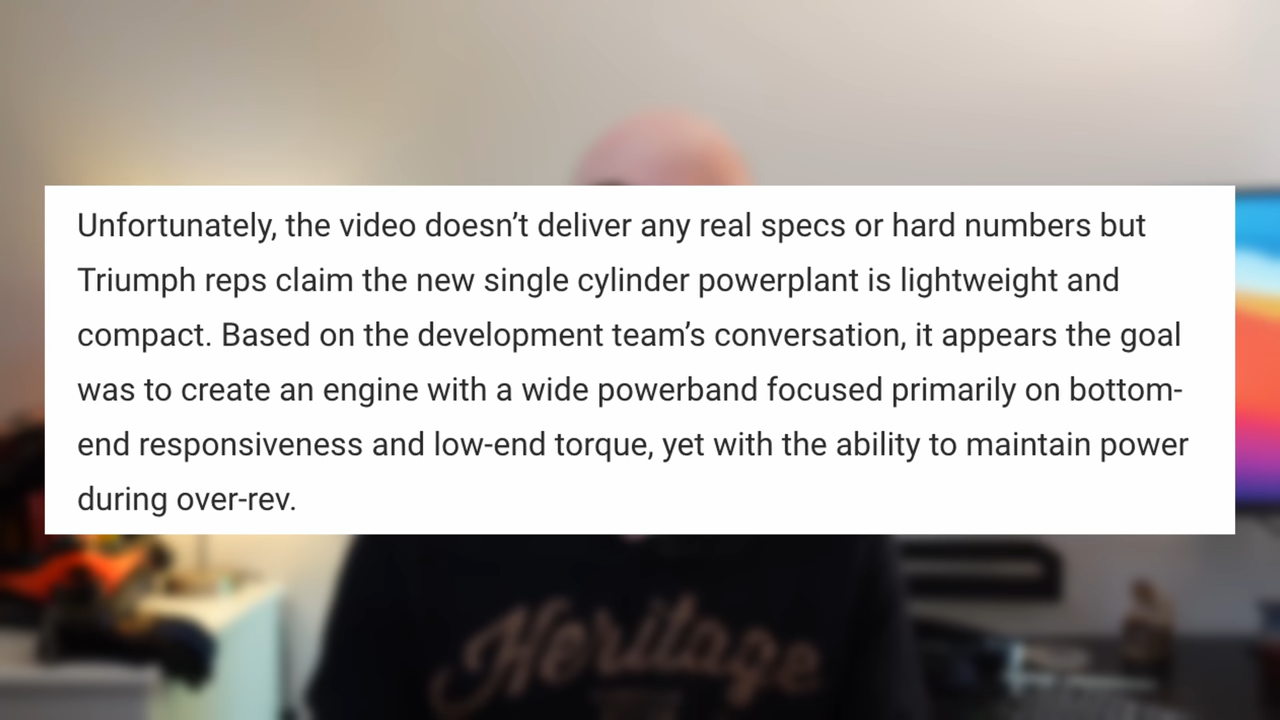 Unfortunately, the video doesn’t deliver any real specs or hard numbers but
Triumph reps claim the new single cylinder powerplant is lightweight and
compact. Based on the development team’s conversation, it appears the goal
was to create an engine with a wide powerband focused primarily on bottom-
end responsiveness and low-end torque, yet with the ability to maintain power
during over-rev.
Heritage